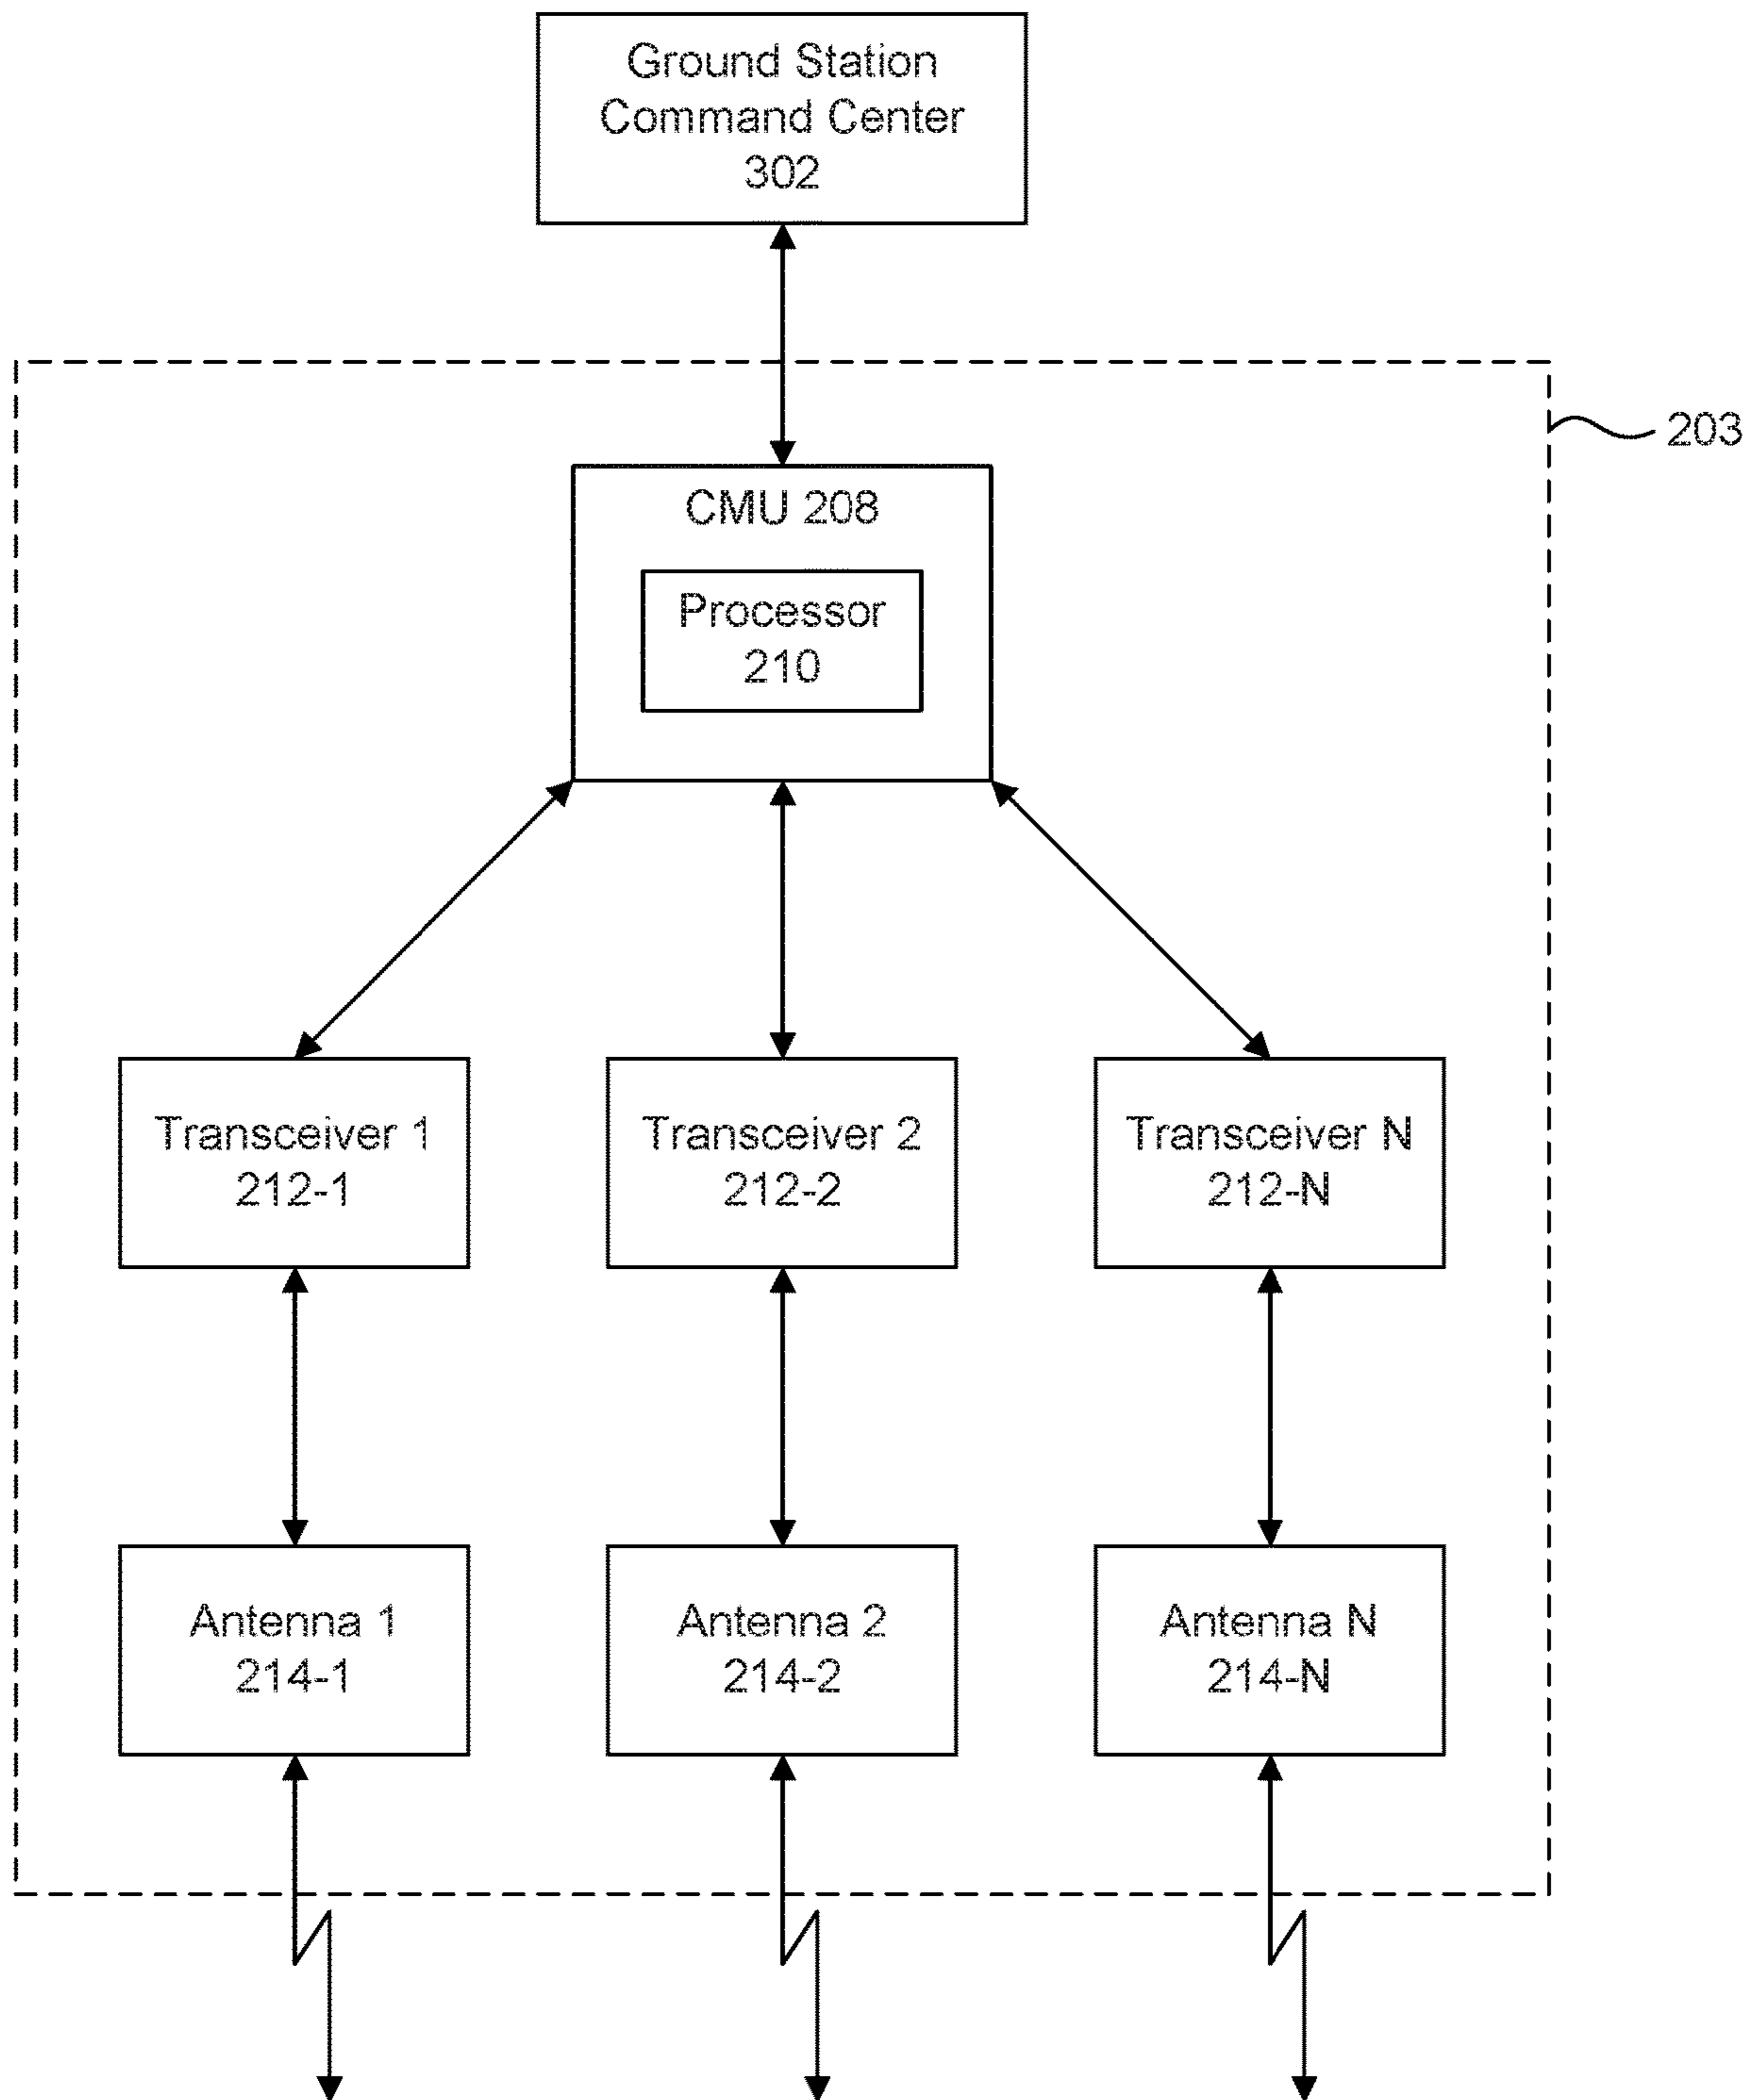 Ground Station
Command Center
302
203
CMU 208
Processor
210
Transceiver 1
212-1
Transceiver 2
212-2
Transceiver N
212-N
Antenna 1
214-1
Antenna 2
214-2
Antenna N
214-N